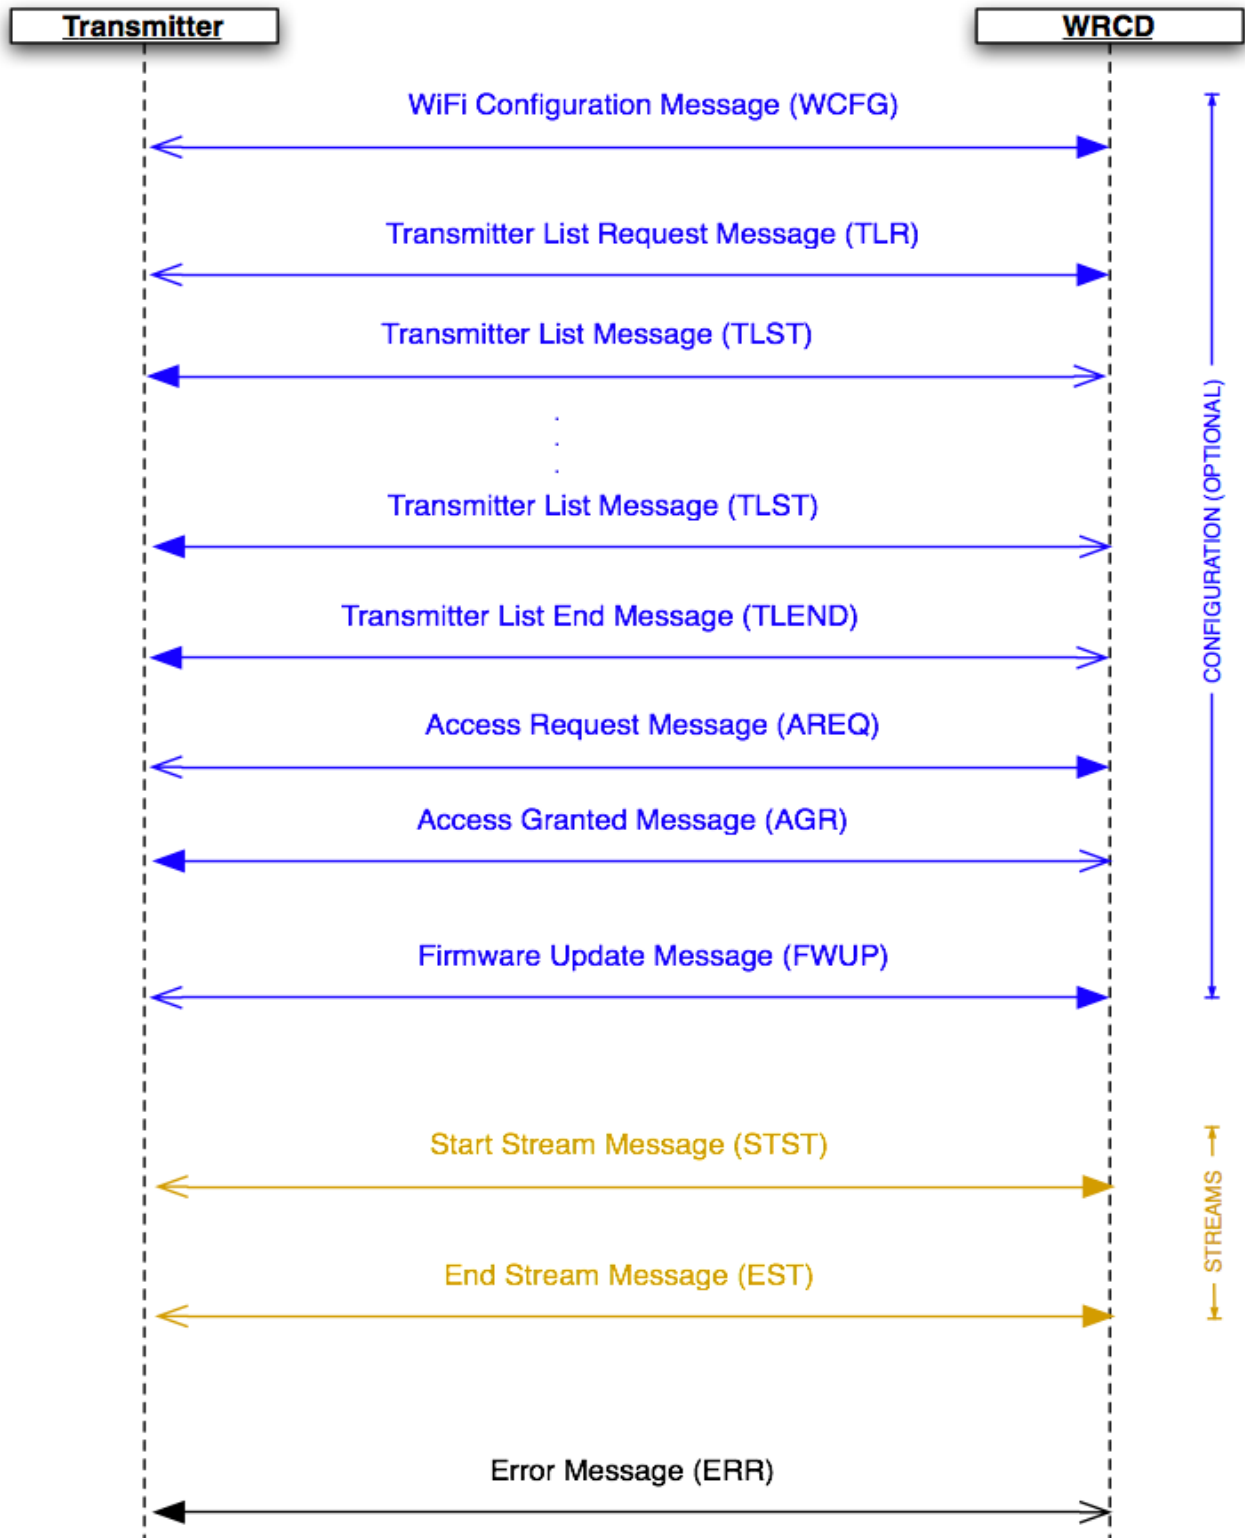 Transmitter
WRCD
WiFi Configuration Message (WCFG)
Transmitter List Request Message (TLR)
Transmitter List Message (TLST)
.
.
.
Transmitter List Message (TLST)
Transmitter List End Message (TLEND)
Access Request Message (AREQ)
Access Granted Message (AGR)
Firmware Update Message (FWUP)
CONFIGURATION (OPTIONAL)
Start Stream Message (STST)
End Stream Message (EST)
STREAMS
Error Message (ERR)